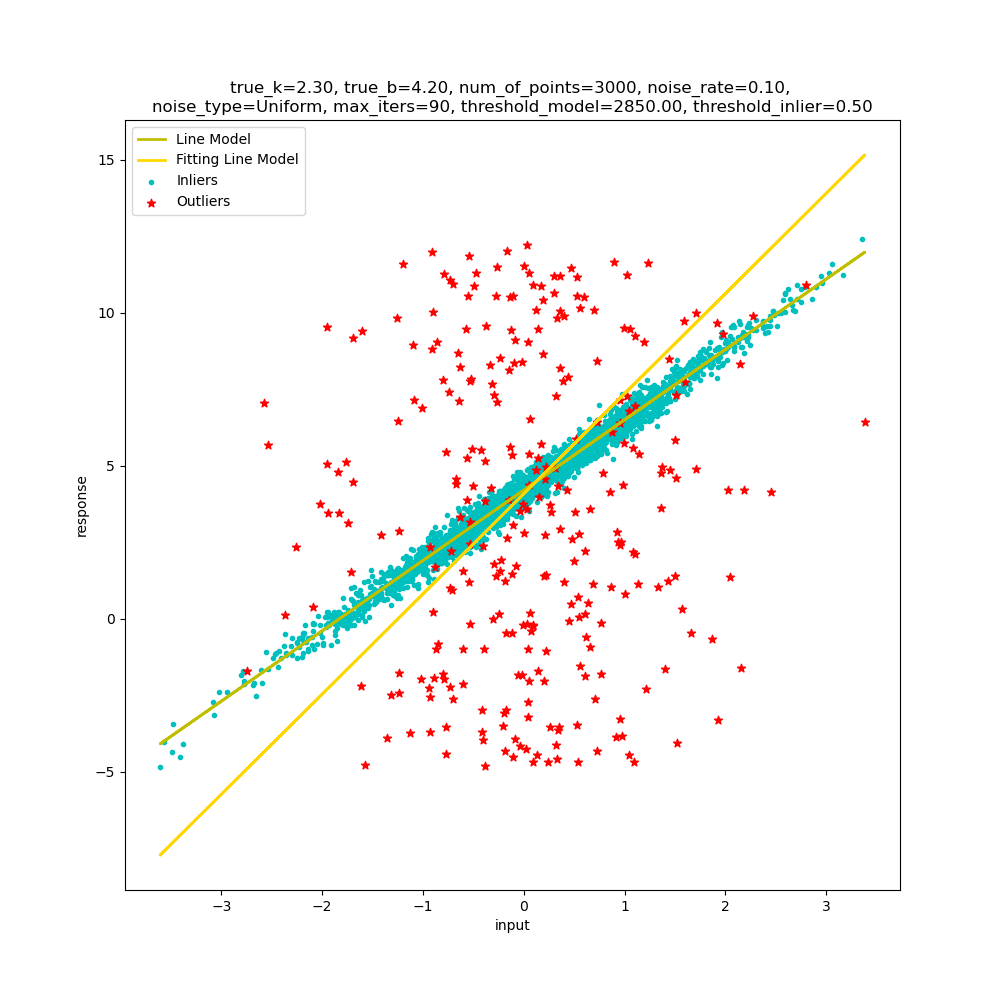 true_k=2.30, true_b=4.20, num_of_points=3000, noise_rate=0.10,
noise_type=Uniform, max_iters=90, threshold_model=2850.00, threshold_inlier=0.50
Line Model
Fitting Line Model
Inliers
Outliers
15
10
5
0
−5
response
−3
−2
−1
0
1
2
3
input